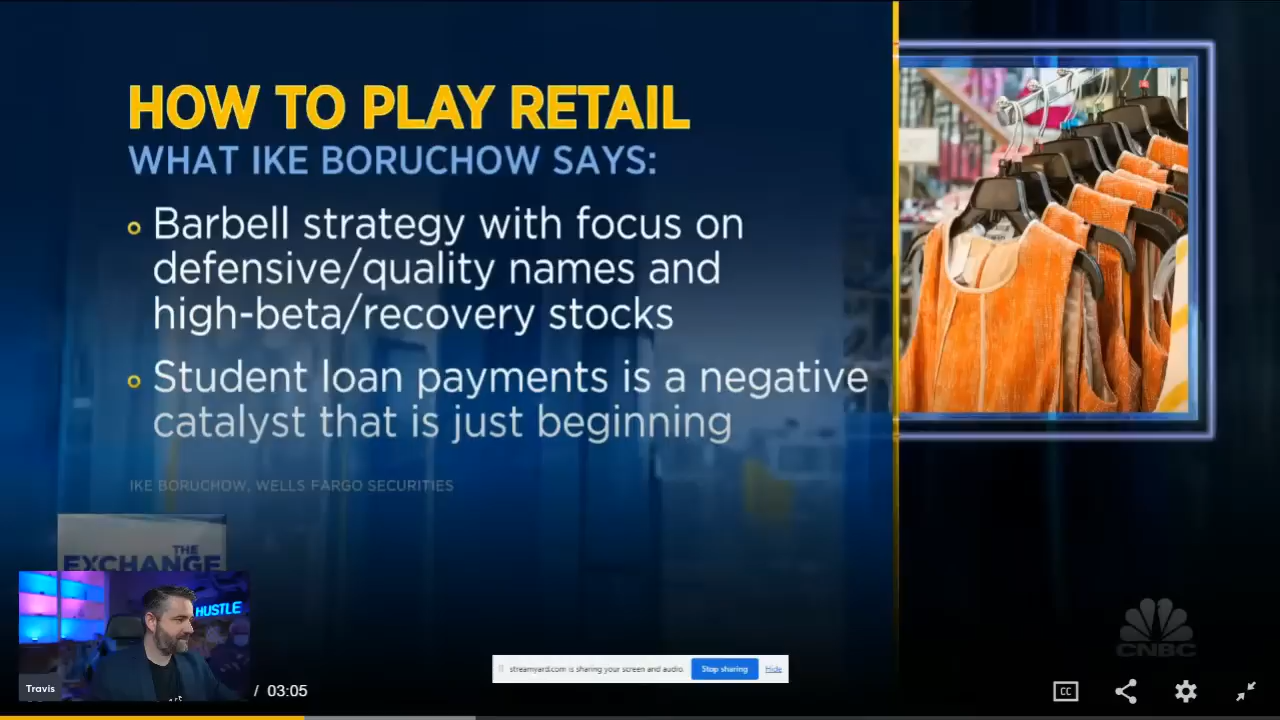 HOW TO PLAY RETAIL
WHAT IKE BORUCHOW SAYS:
Barbell strategy with focus on
defensive/quality names and
high-beta/recovery stocks
Student loan payments is a negative
catalyst that is just beginning
IKE BORUCHOW, WELLS FARGO SECURITIES
THE
EXCHANGE
HUSTLE
Travis
/ 03:05
streamyard.com is sharing your screen and audio.
Stop sharing
Hide
CNBC
CC